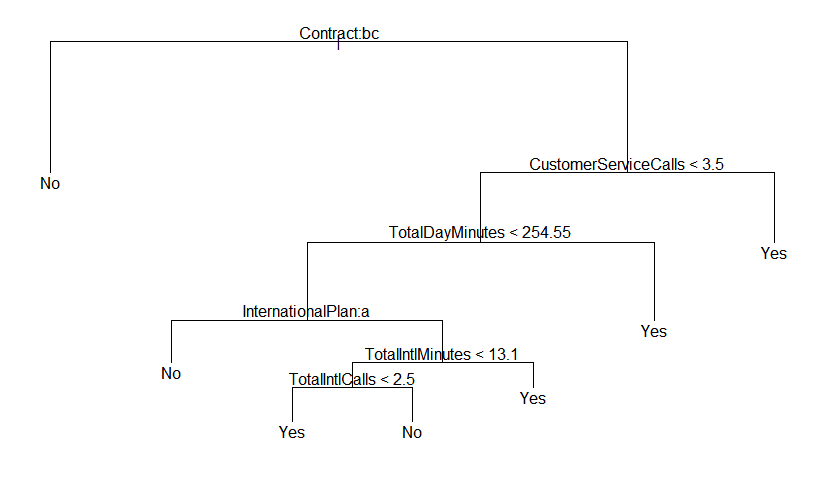 Contract:bc
CustomerServiceCalls < 3.5
No
TotalDayMinutes < 254.55
Yes
InternationalPlan:a
Yes
TotalIntlMinutes < 13.1
No
TotalIntlCalls < 2.5
Yes
Yes
No